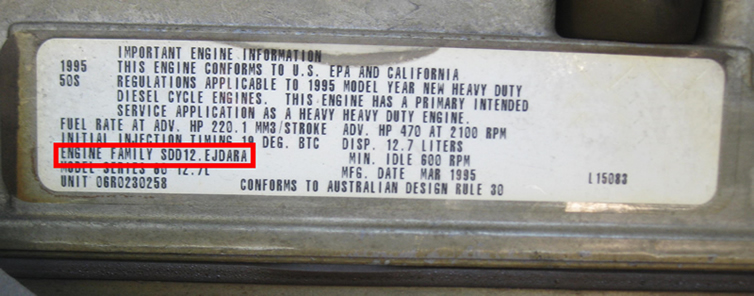 IMPORTANT ENGINE INFORMATION
1995 THIS ENGINE CONFORMS TO U.S. EPA AND CALIFORNIA
50S REGULATIONS APPLICABLE TO 1995 MODEL YEAR NEW HEAVY DUTY
DIESEL CYCLE ENGINES. THIS ENGINE HAS A PRIMARY INTENDED
SERVICE APPLICATION AS A HEAVY HEAVY DUTY ENGINE.
FUEL RATE AT ADV. HP 220.1 MM3/STROKE ADV. HP 470 AT 2100 RPM
INITIAL INJECTION TIMING DEG. BTC DISP. 12.7 LITERS
ENGINE FAMILY SDD12.EJDARA MIN. IDLE 600 RPM
MODEL SERIES 60 12.7L MFG. DATE MAR 1995
UNIT 06R0230258 CONFORMS TO AUSTRALIAN DESIGN RULE 30
L15083